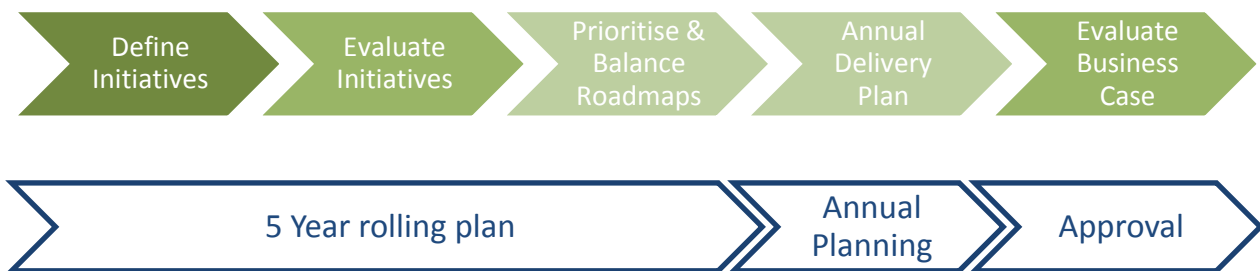 Define
Initiatives
Evaluate
Initiatives
Prioritise &
Balance
Roadmaps
Annual
Delivery
Plan
Evaluate
Business
Case
5 Year rolling plan
Annual
Planning
Approval